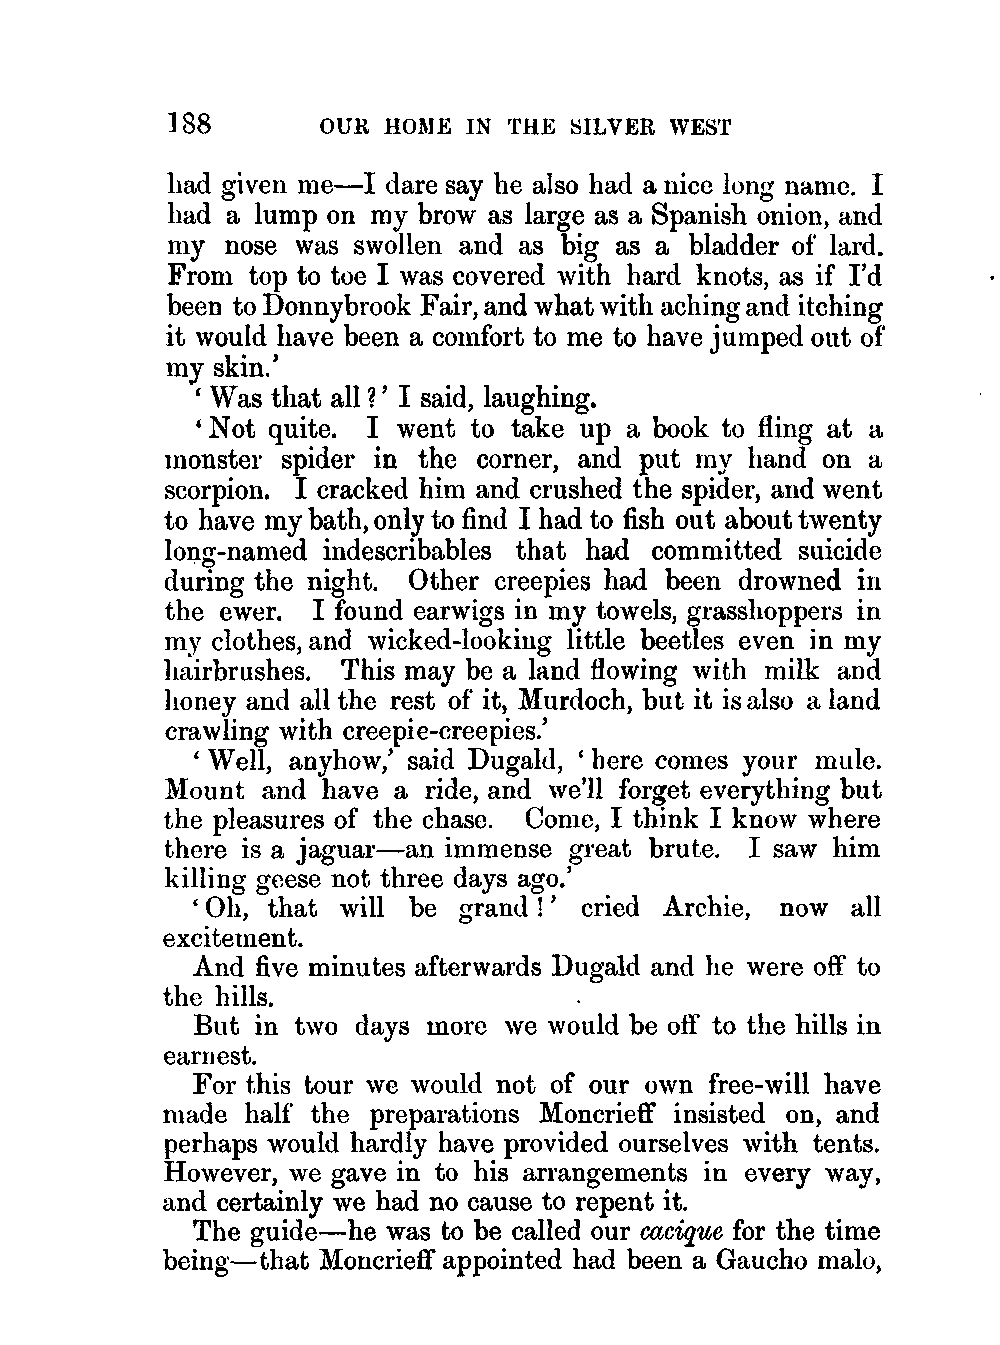 188 OUR HOME IN THE SILVER WEST
had given me—I dare say he also had a nice long name. I
had a lump on my brow as large as a Spanish onion, and
my nose was swollen and as big as a bladder of lard.
From top to toe I was covered with hard knots, as if I'd
been to Donnybrook Fair, and what with aching and itching
it would have been a comfort to me to have jumped out of
my skin.'
‘Was that all?’ I said, laughing.
‘Not quite. I went to take up a book to fling at a
monster spider in the corner, and put my hand on a
scorpion. I cracked him and crushed the spider, and went
to have my bath, only to find I had to fish out about twenty
long-named indescribables that had committed suicide
during the night. Other creepies had been drowned in
the ewer. I found earwigs in my towels, grasshoppers in
my clothes, and wicked-looking little beetles even in my
hairbrushes. This may be a land flowing with milk and
honey and all the rest of it, Murdoch, but it is also a land
crawling with creepie-creepies.’
‘Well, anyhow,’ said Dugald, ‘here comes your mule.
Mount and have a ride, and we'll forget everything but
the pleasures of the chase. Come, I think I know where
there is a jaguar—an immense great brute. I saw him
killing geese not three days ago.’
‘Oh, that will be grand!’ cried Archie, now all
excitement.
And five minutes afterwards Dugald and he were off to
the hills.
But in two days more we would be off to the hills in
earnest.
For this tour we would not of our own free-will have
made half the preparations Moncrieff insisted on, and
perhaps would hardly have provided ourselves with tents.
However, we gave in to his arrangements in every way,
and certainly we had no cause to repent it.
The guide—he was to be called our cacique for the time
being—that Moncrieff appointed had been a Gaucho malo,